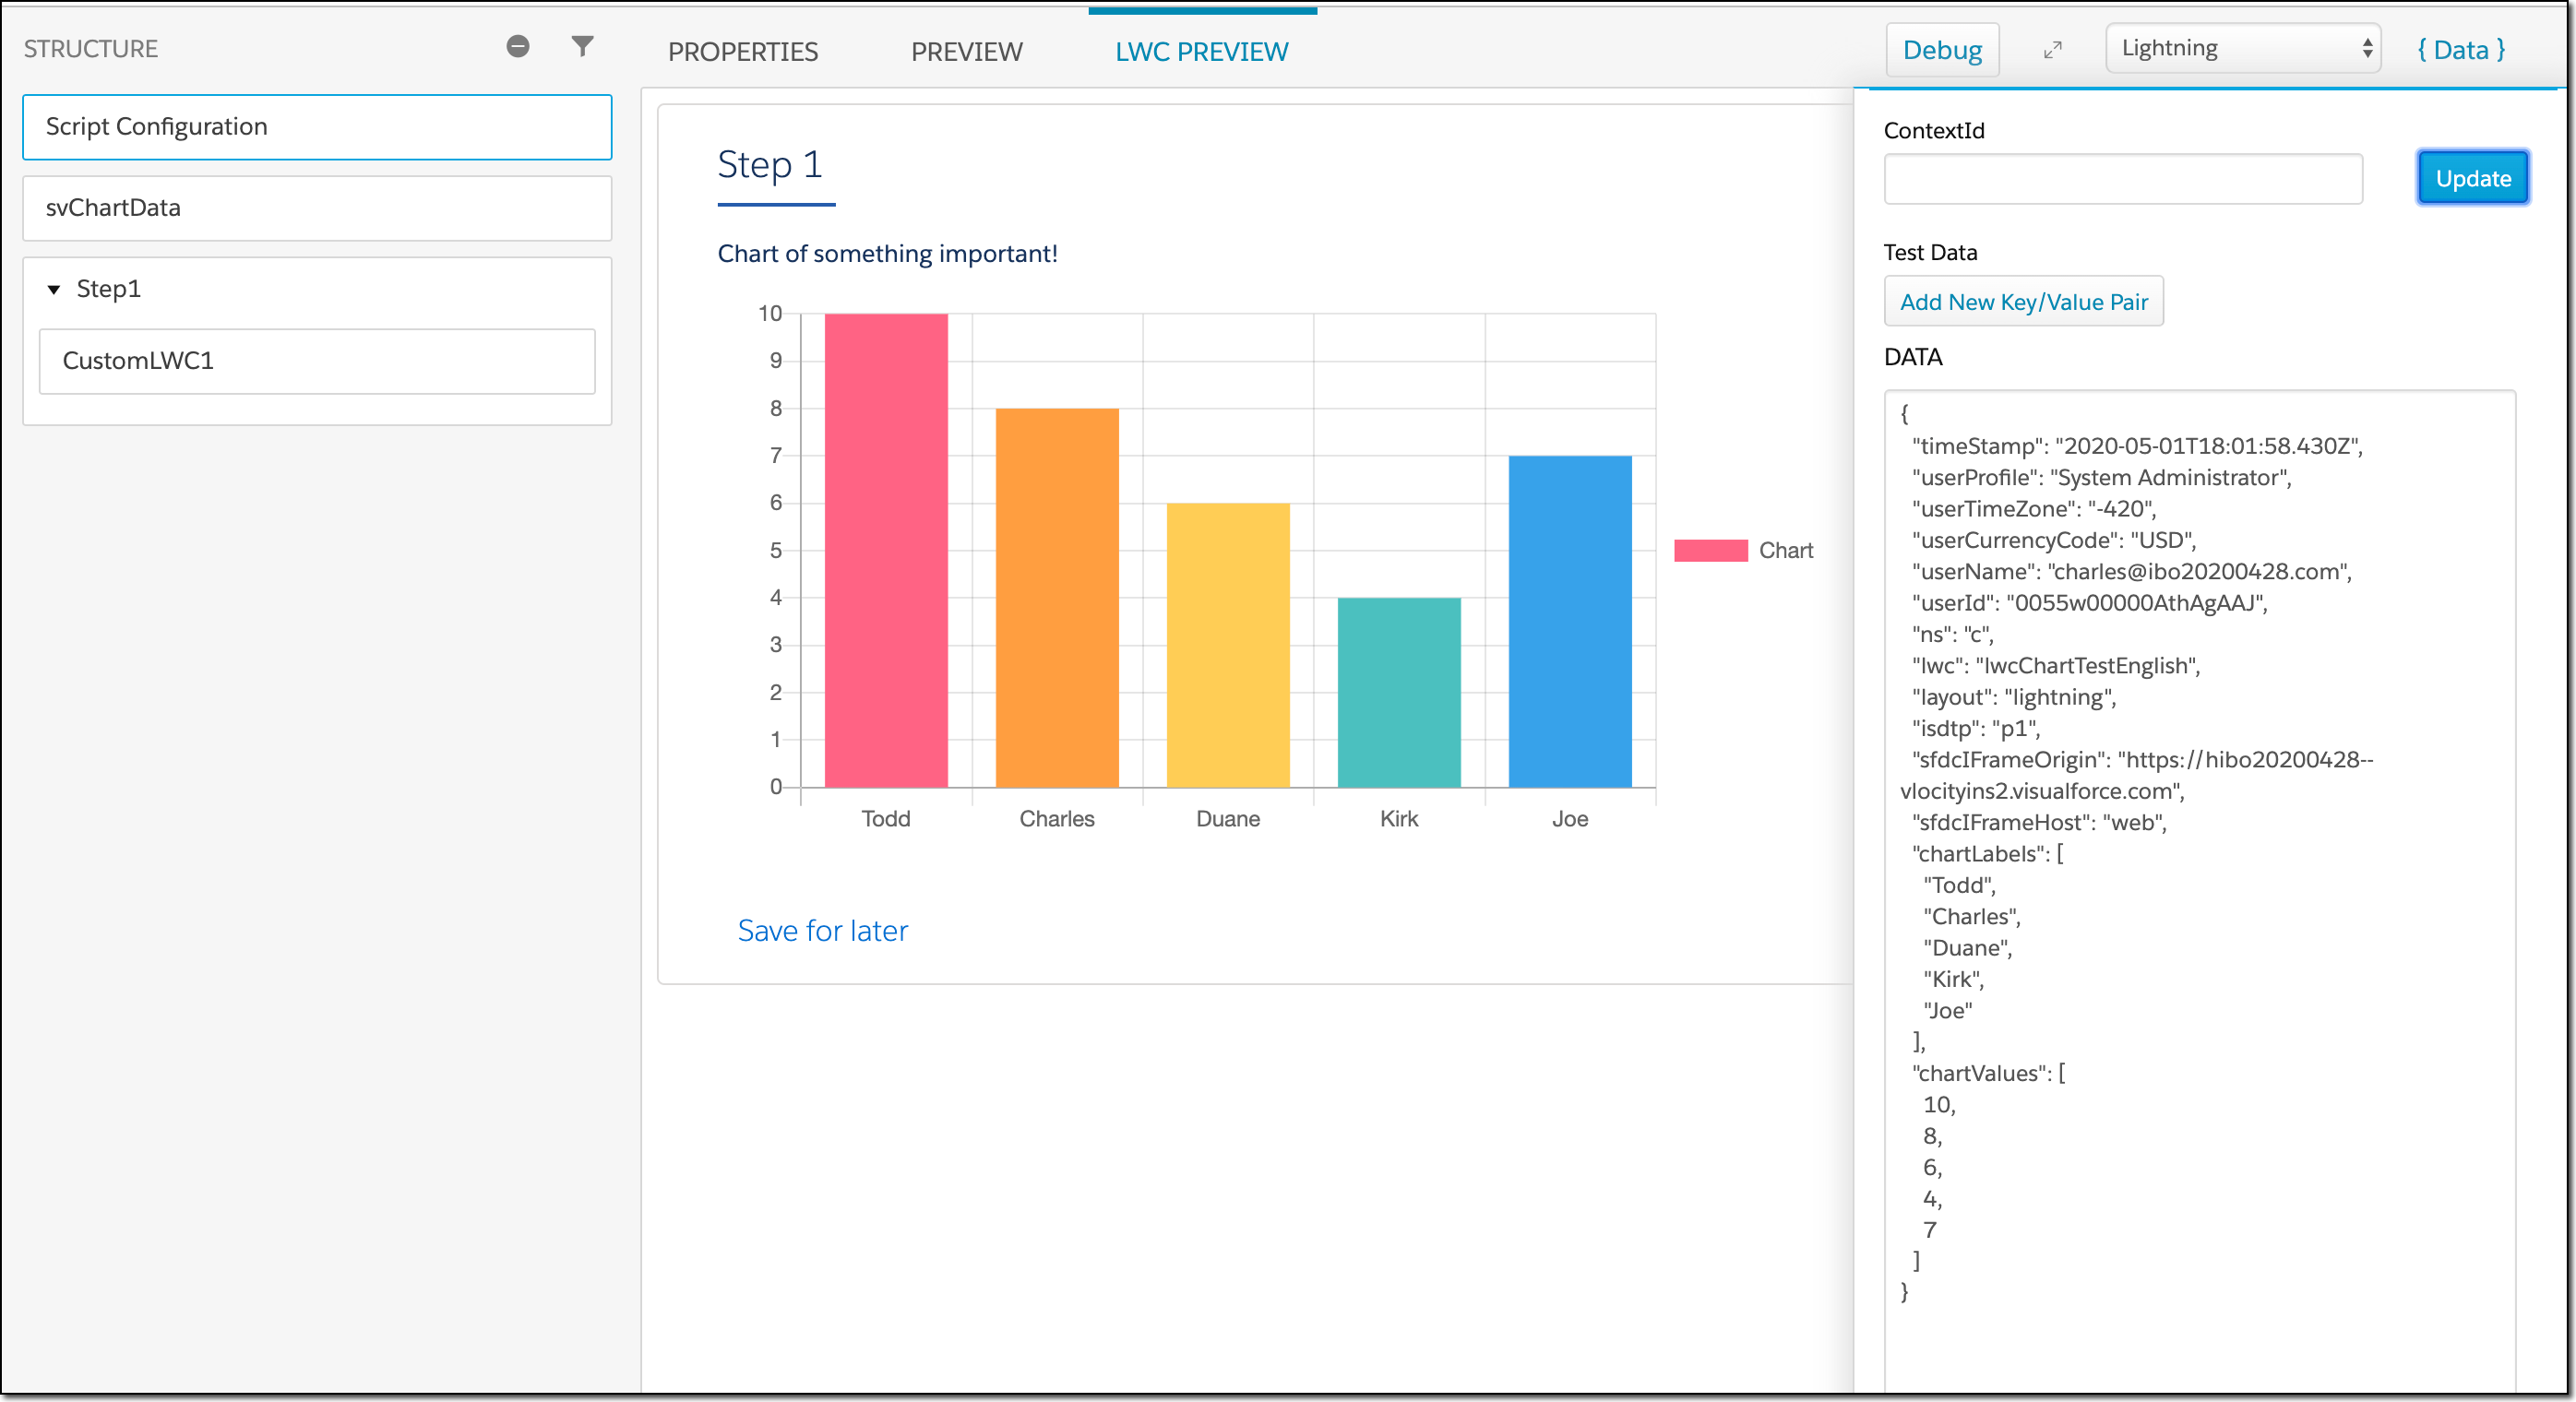 STRUCTURE
Script Configuration
svChartData
Step1
CustomLWC1
PROPERTIES
PREVIEW
LWC PREVIEW
Debug
Lightning
{ Data }
Step 1
Chart of something important!
10
9
8
7
6
5
4
3
2
1
0
Todd
Charles
Duane
Kirk
Joe
Chart
Save for later
ContextId
Update
Test Data
Add New Key/Value Pair
DATA
{
"timeStamp": "2020-05-01T18:01:58.430Z",
"userProfile": "System Administrator",
"userTimeZone": "-420",
"userCurrencyCode": "USD",
"userName": "charles@ibo20200428.com",
"userId": "0055w00000AthAgAAJ",
"ns": "c",
"lwc": "lwcChartTestEnglish",
"layout": "lightning",
"isdtp": "p1",
"sfdcIFrameOrigin": "https://hibo20200428--
vlocityins2.visualforce.com",
"sfdcIFrameHost": "web",
"chartLabels": [
"Todd",
"Charles",
"Duane",
"Kirk",
"Joe"
],
"chartValues": [
10,
8,
6,
4,
7
]
}